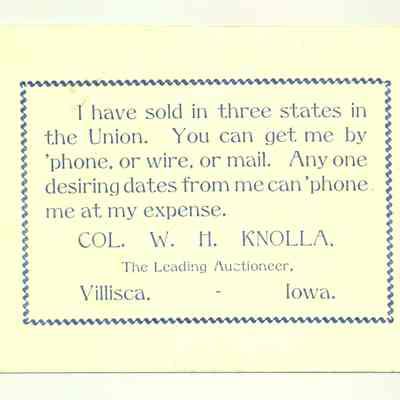 I have sold in three states in
the Union. You can get me by
'phone, or wire, or mail. Any one
desiring dates from me can 'phone
me at my expense.
COL. W. H. KNOLLA,
The Leading Auctioneer,
Villisca, - Iowa.